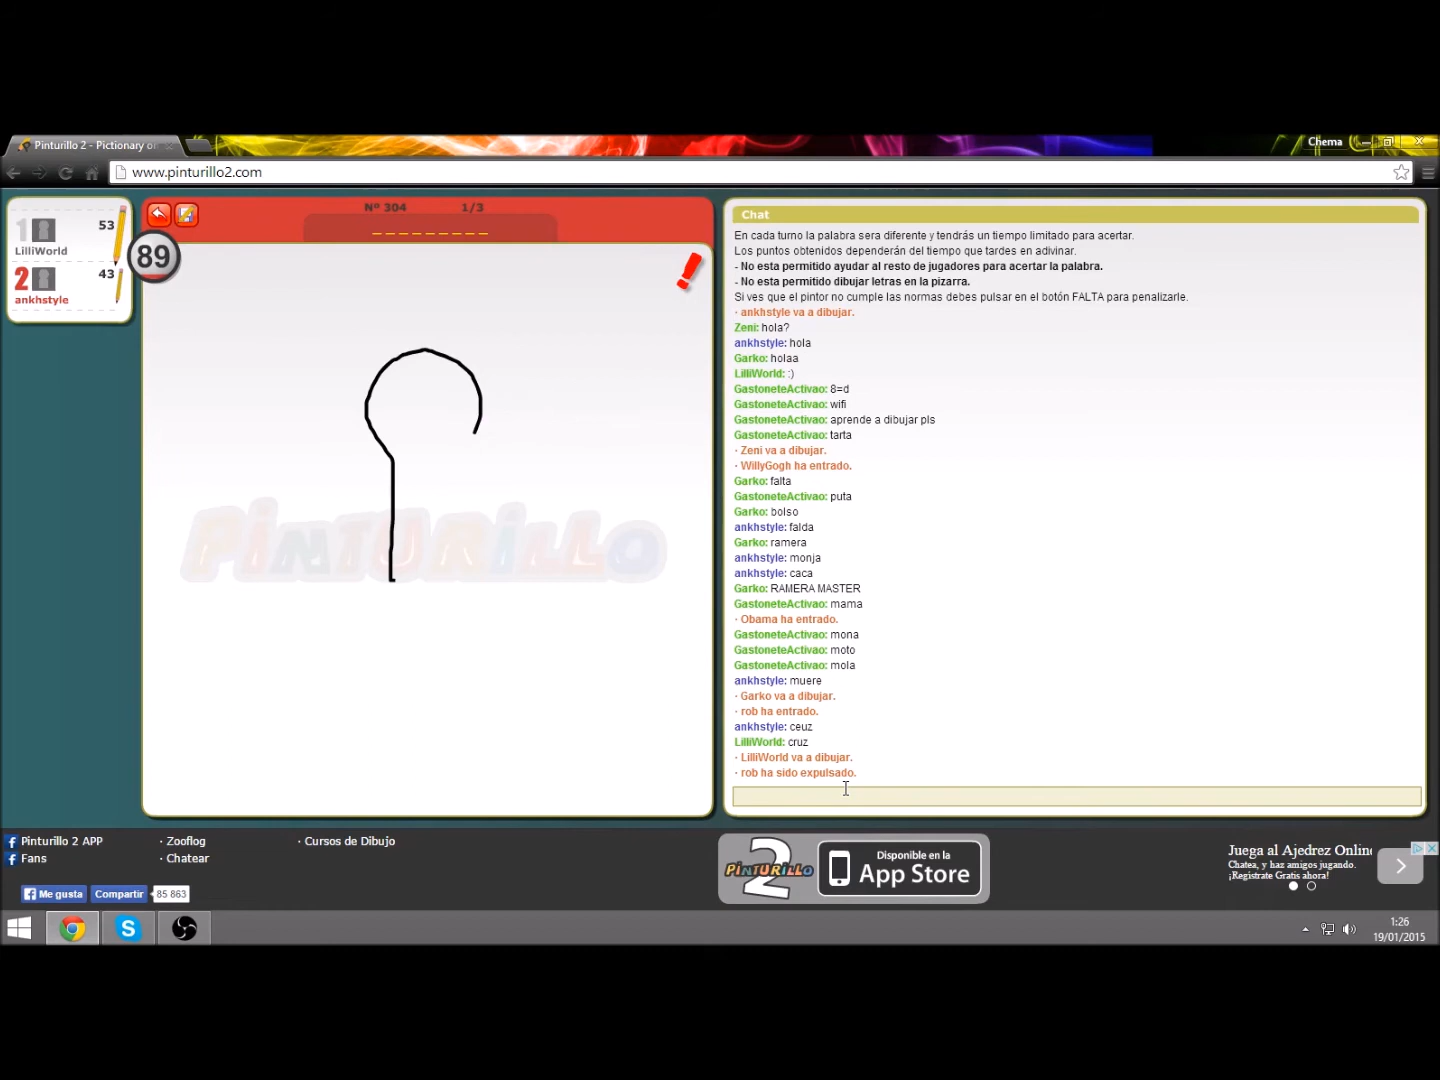 Pinturillo 2 - Pictionary o
Chema
www.pinturillo2.com
Nº 304 1/3
1 53
LilliWorld
2 43
ankhstyle
89
!
PiNTURiLLO
Chat
En cada turno la palabra sera diferente y tendrás un tiempo limitado para acertar.
Los puntos obtenidos dependerán del tiempo que tardes en adivinar.
- No esta permitido ayudar al resto de jugadores para acertar la palabra.
- No esta permitido dibujar letras en la pizarra.
Si ves que el pintor no cumple las normas debes pulsar en el botón FALTA para penalizarle.
· ankhstyle va a dibujar.
Zeni: hola?
ankhstyle: hola
Garko: holaa
LilliWorld: :)
GastoneteActivao: 8=d
GastoneteActivao: wifi
GastoneteActivao: aprende a dibujar pls
GastoneteActivao: tarta
· Zeni va a dibujar.
· WillyGogh ha entrado.
Garko: falta
GastoneteActivao: puta
Garko: bolso
ankhstyle: falda
Garko: ramera
ankhstyle: monja
ankhstyle: caca
Garko: RAMERA MASTER
GastoneteActivao: mama
· Obama ha entrado.
GastoneteActivao: mona
GastoneteActivao: moto
GastoneteActivao: mola
ankhstyle: muere
· Garko va a dibujar.
· rob ha entrado.
ankhstyle: ceuz
LilliWorld: cruz
· LilliWorld va a dibujar.
· rob ha sido expulsado.
Pinturillo 2 APP
Fans
· Zooflog
· Chatear
· Cursos de Dibujo
Me gusta Compartir 85 863
PiNTURiLLO 2
Disponible en la
App Store
Juega al Ajedrez Online
Chatea, y haz amigos jugando.
¡Registrate Gratis ahora!
1:26
19/01/2015